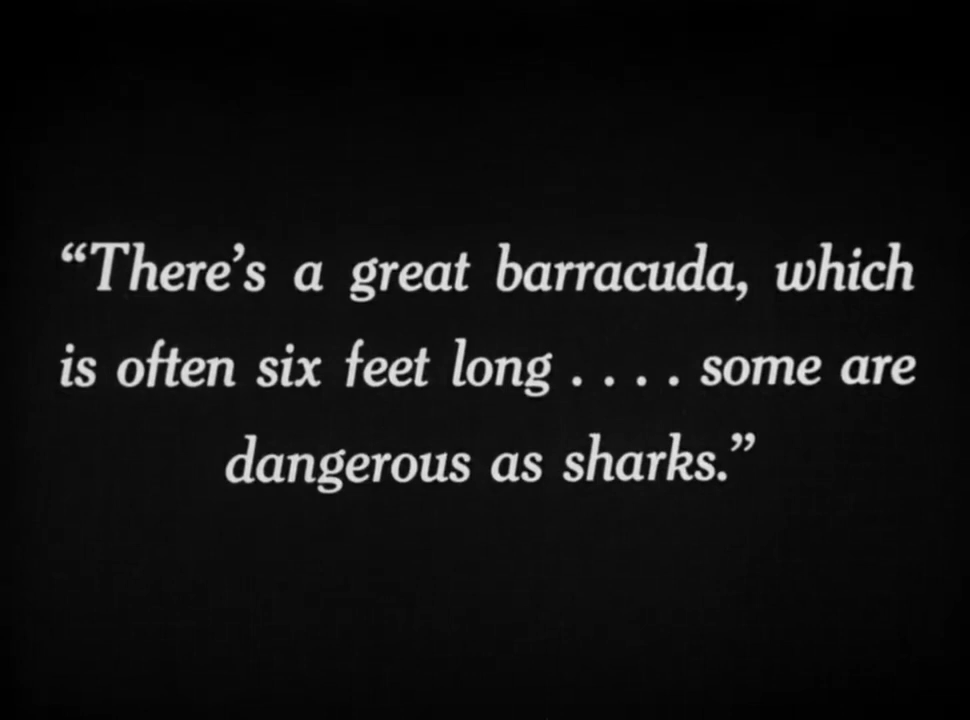 “There’s a great barracuda, which
is often six feet long . . . . some are
dangerous as sharks.”